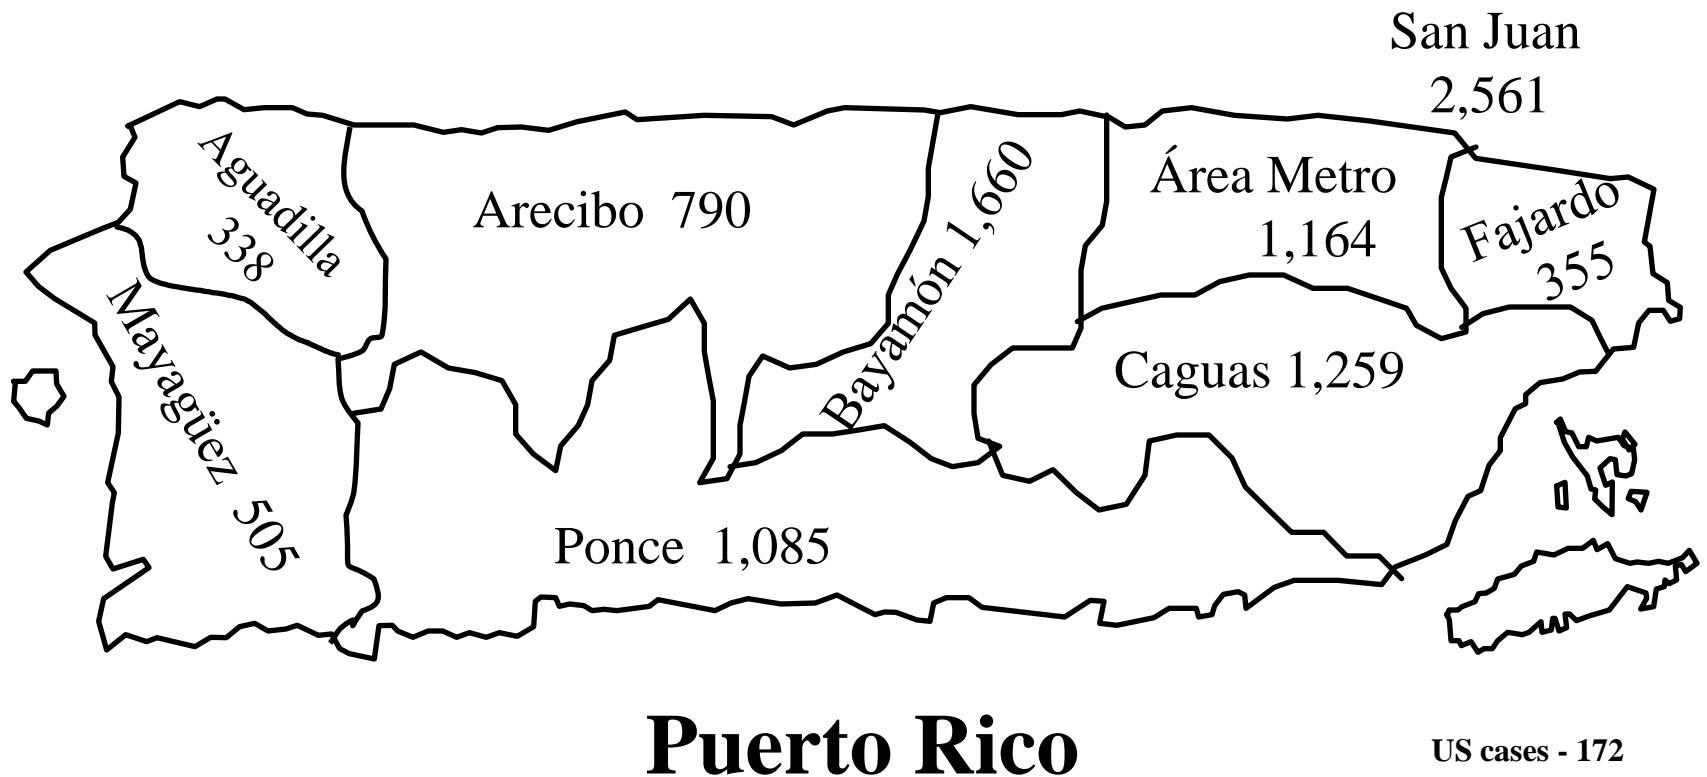 San Juan
2,561
Aguadilla
338
Arecibo 790
Bayamón 1,660
Área Metro
1,164
Fajardo
355
Mayagüez 505
Caguas 1,259
Ponce 1,085
Puerto Rico
US cases - 172